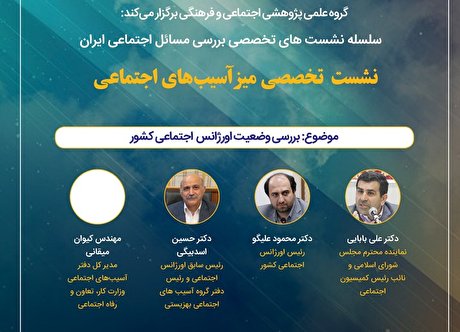 گروه علمی پژوهشی اجتماعی و فرهنگی برگزار می‌کند:
سلسله نشست های تخصصی بررسی مسائل اجتماعی ایران
نشست تخصصی میز آسیب‌های اجتماعی
موضوع: بررسی وضعیت اورژانس اجتماعی کشور
دکتر علی بابایی
نماینده محترم مجلس
شورای اسلامی و
نائب رئیس کمیسیون
اجتماعی
دکتر محمود علیگو
رئیس اورژانس
اجتماعی کشور
دکتر حسین
اسدبیگی
رئیس سابق اورژانس
اجتماعی و رئیس
دفتر گروه آسیب های
اجتماعی بهزیستی
مهندس کیوان
میقانی
مدیر کل دفتر
آسیب‌های اجتماعی
وزارت کار، تعاون و
رفاه اجتماعی